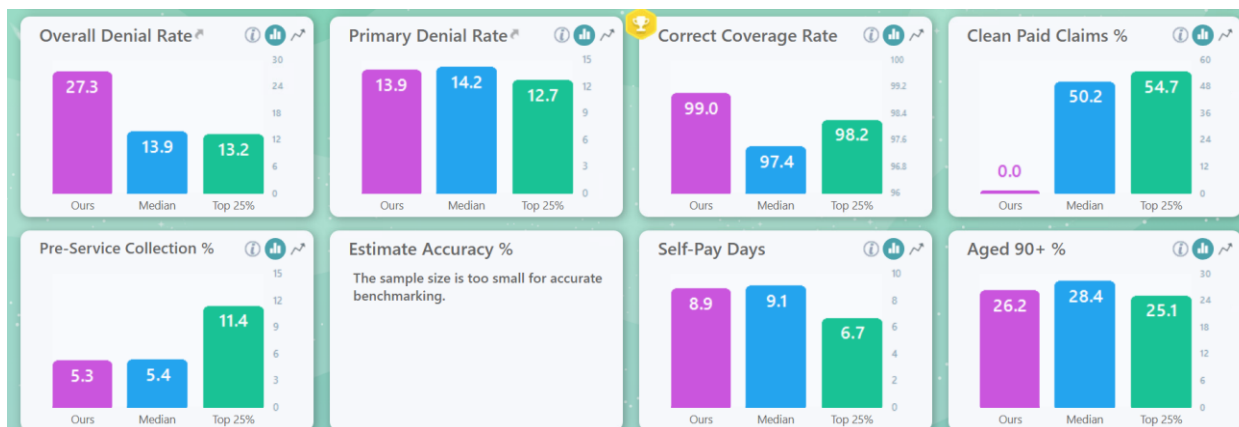 Overall Denial Rate
30
24
18
12
6
0
27.3
13.9
13.2
Ours
Median
Top 25%
Primary Denial Rate
15
12
9
6
3
0
13.9
14.2
12.7
Ours
Median
Top 25%
Correct Coverage Rate
100
99.2
98.4
97.6
96.8
96
99.0
97.4
98.2
Ours
Median
Top 25%
Clean Paid Claims %
60
48
36
24
12
0
0.0
50.2
54.7
Ours
Median
Top 25%
Pre-Service Collection %
15
12
9
6
3
0
5.3
5.4
11.4
Ours
Median
Top 25%
Estimate Accuracy %
The sample size is too small for accurate
benchmarking.
Self-Pay Days
10
8
6
4
2
0
8.9
9.1
6.7
Ours
Median
Top 25%
Aged 90+ %
30
24
18
12
6
0
26.2
28.4
25.1
Ours
Median
Top 25%